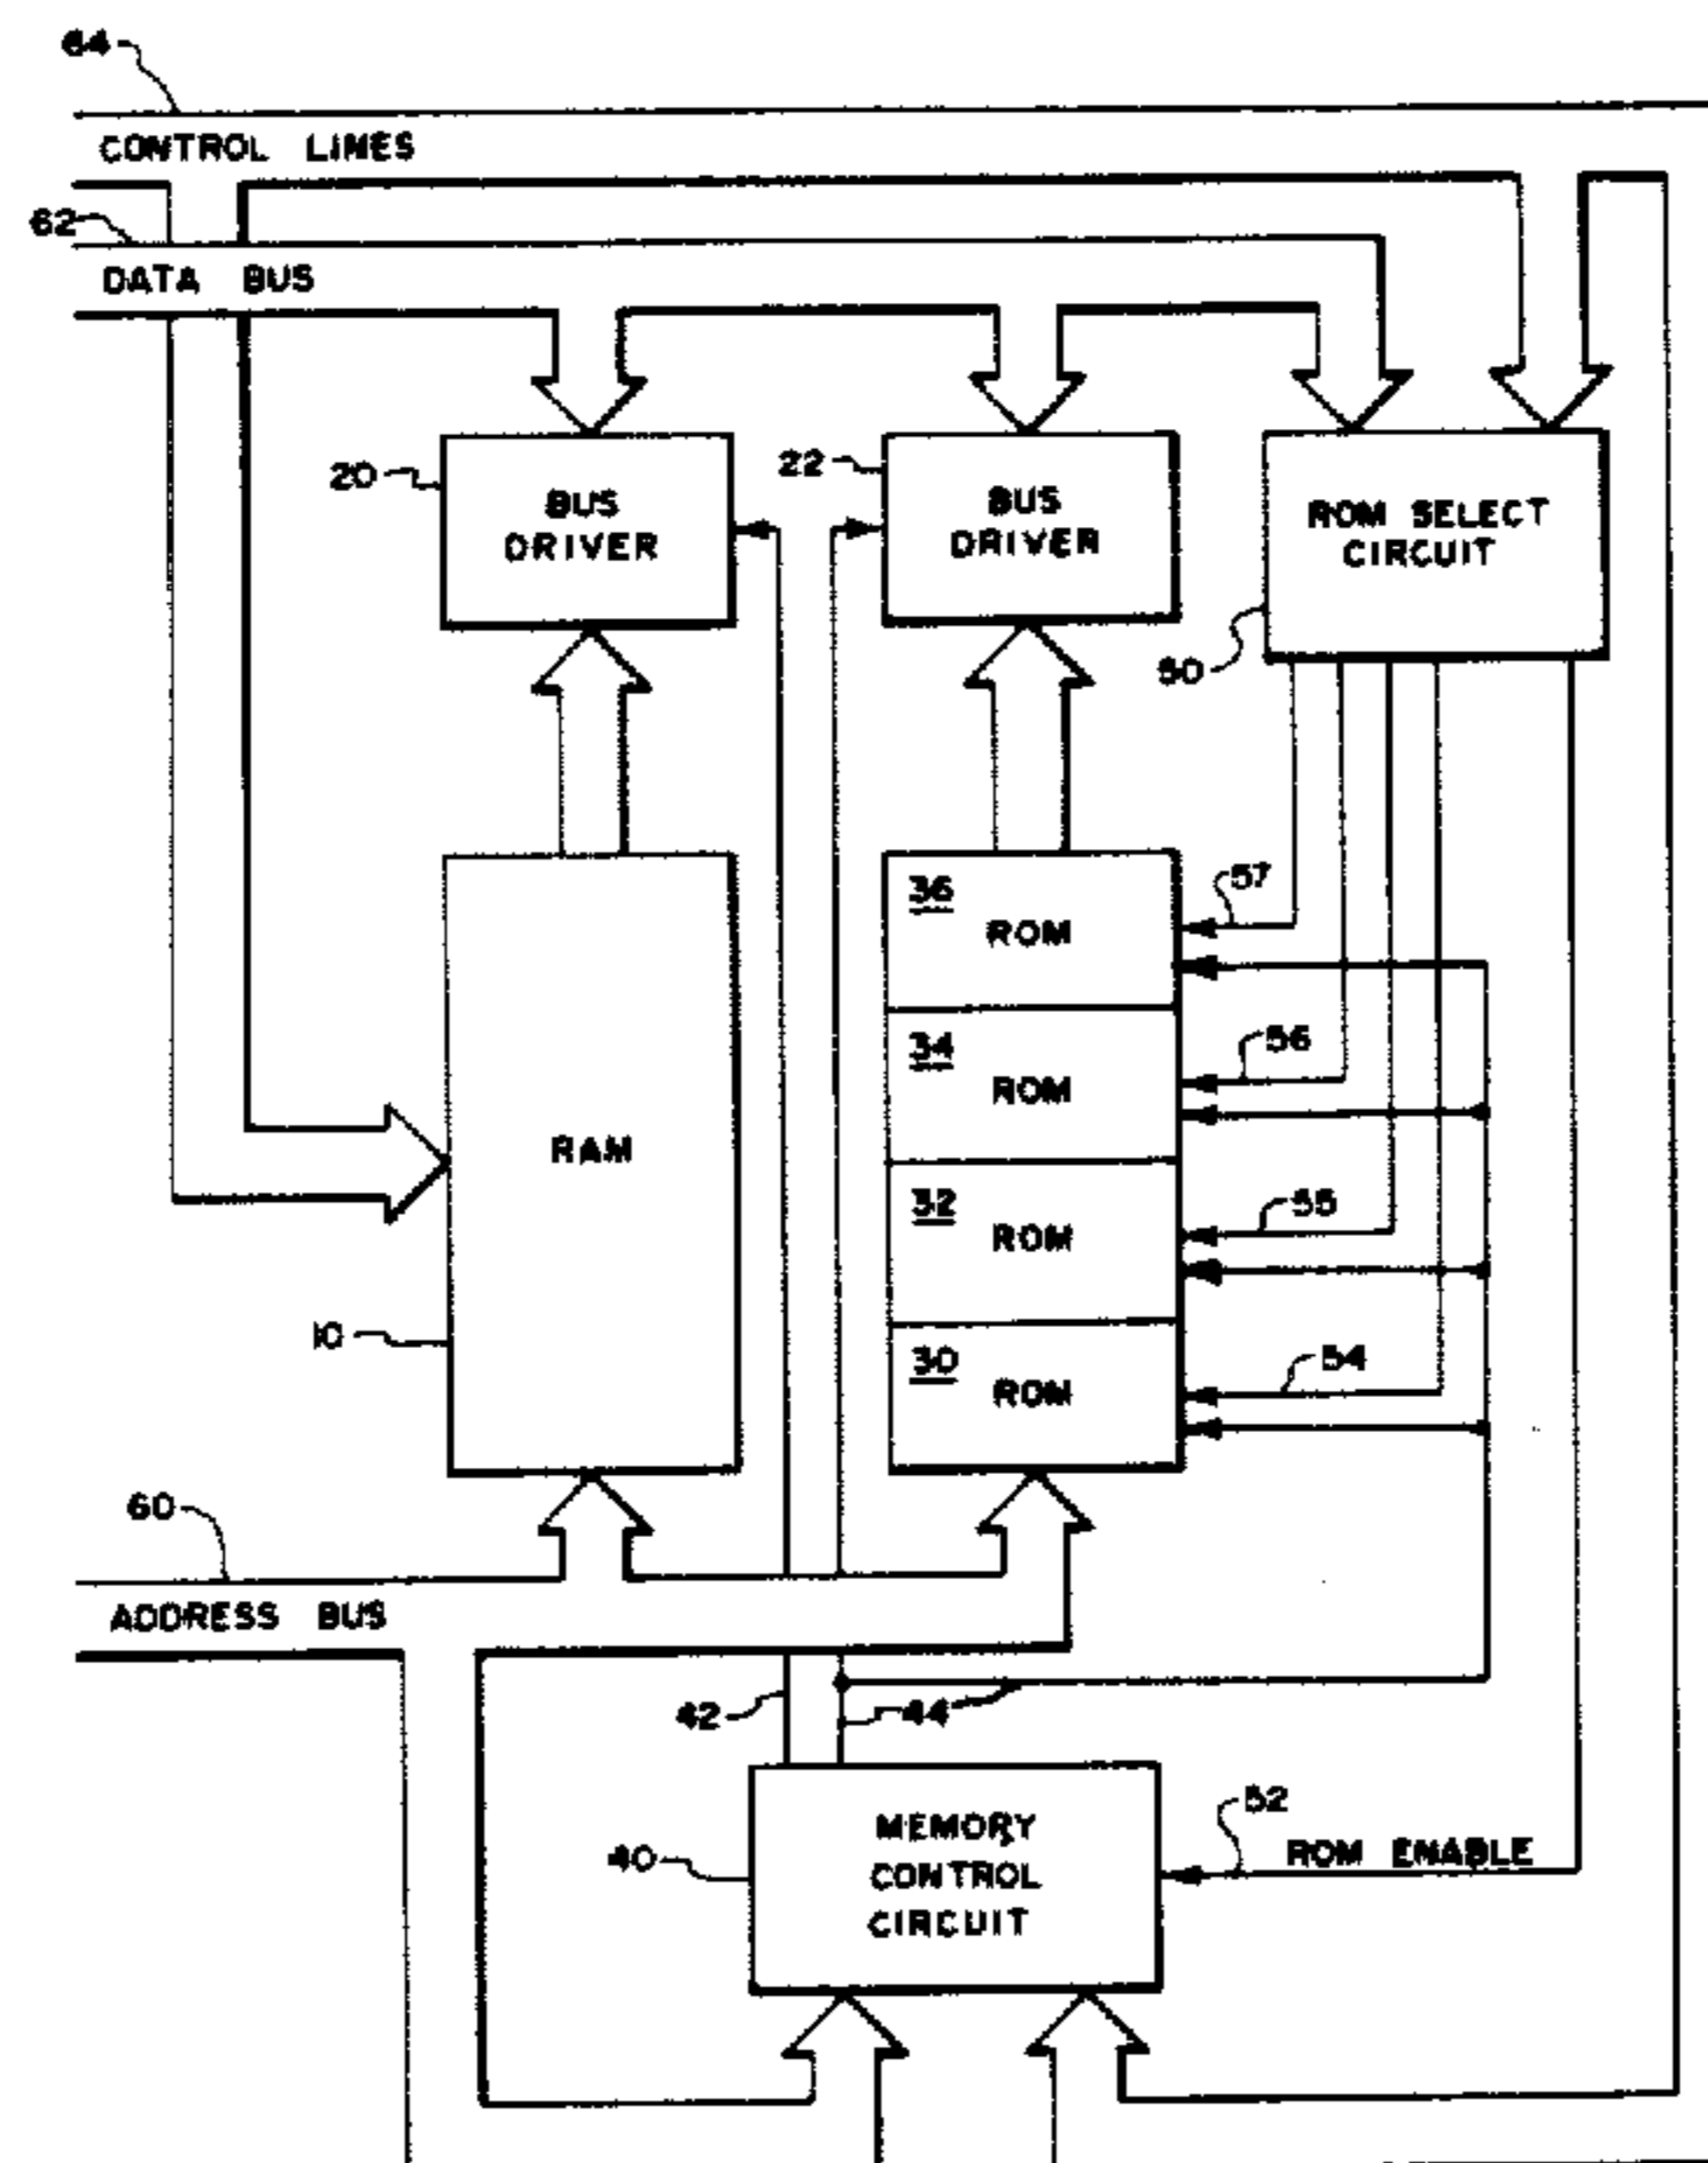 64
CONTROL LINES
62
DATA BUS
20
BUS
DRIVER
22
BUS
DRIVER
ROM SELECT
CIRCUIT
50
36
ROM
57
34
ROM
56
RAM
32
ROM
55
10
30
ROM
54
60
ADDRESS BUS
42
44
MEMORY
CONTROL
CIRCUIT
40
52
ROM ENABLE